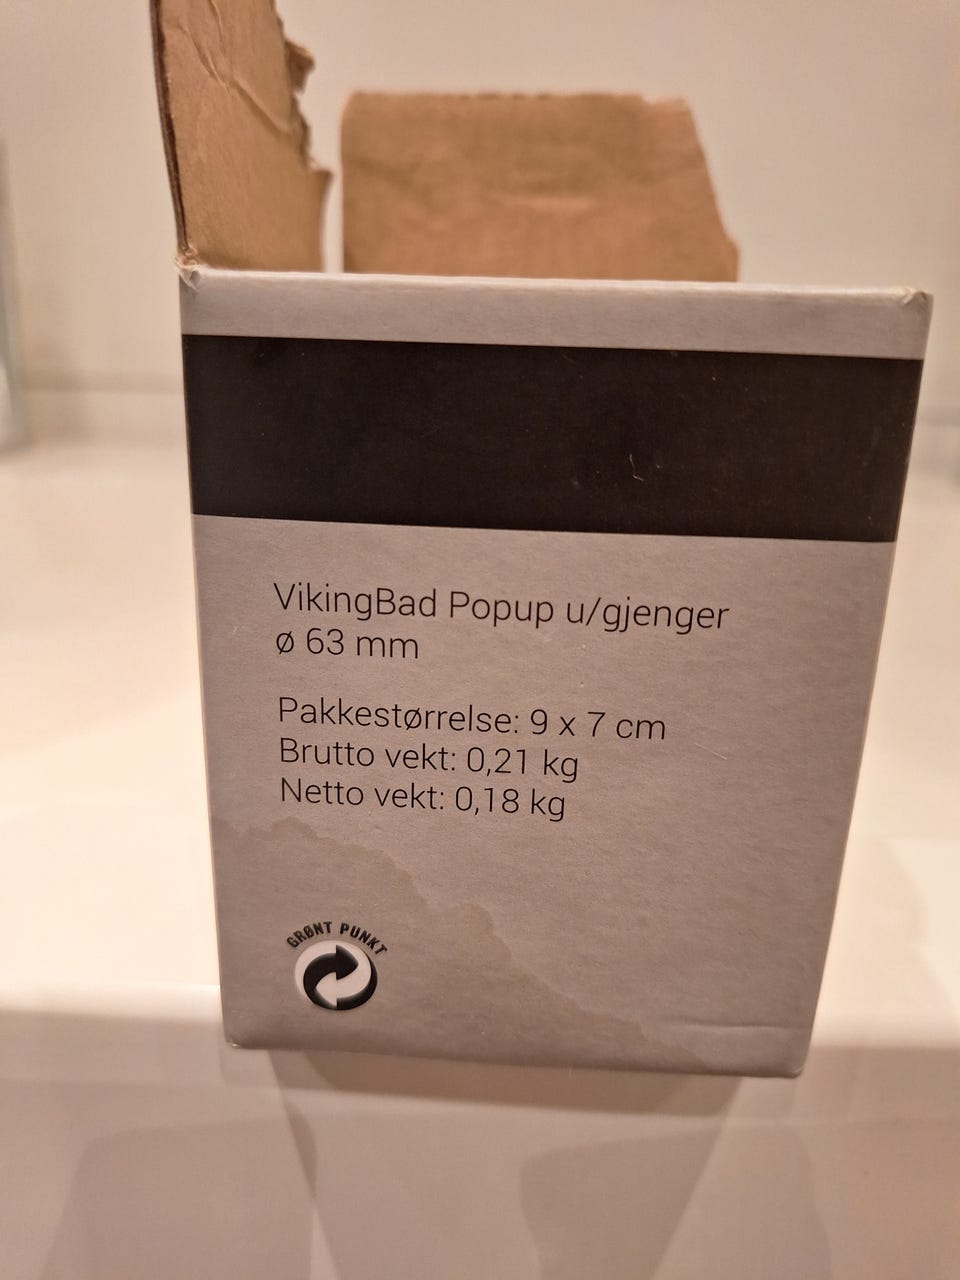 VikingBad Popup u/gjenger
ø 63 mm
Pakkestørrelse: 9 x 7 cm
Brutto vekt: 0,21 kg
Netto vekt: 0,18 kg
GRØNT PUNKT